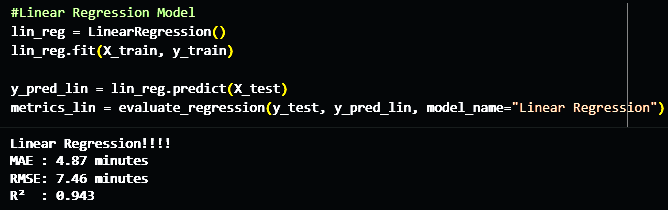 #Linear Regression Model
lin_reg = LinearRegression()
lin_reg.fit(X_train, y_train)
y_pred_lin = lin_reg.predict(X_test)
metrics_lin = evaluate_regression(y_test, y_pred_lin, model_name="Linear Regression")
Linear Regression!!!!
MAE : 4.87 minutes
RMSE: 7.46 minutes
R² : 0.943